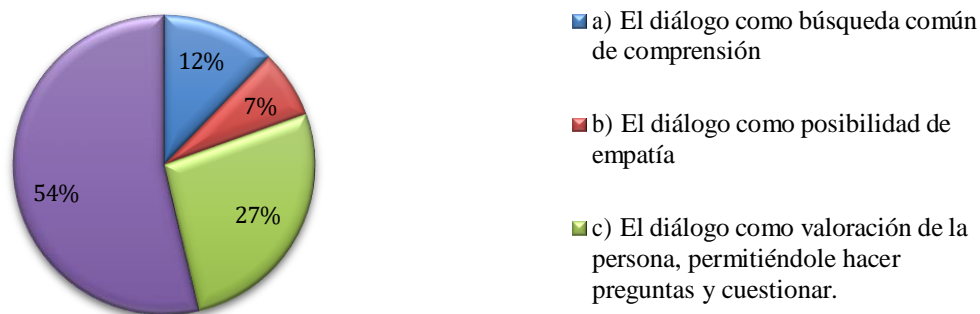 12%
7%
27%
54%
a) El diálogo como búsqueda común
de comprensión
b) El diálogo como posibilidad de
empatía
c) El diálogo como valoración de la
persona, permitiéndole hacer
preguntas y cuestionar.